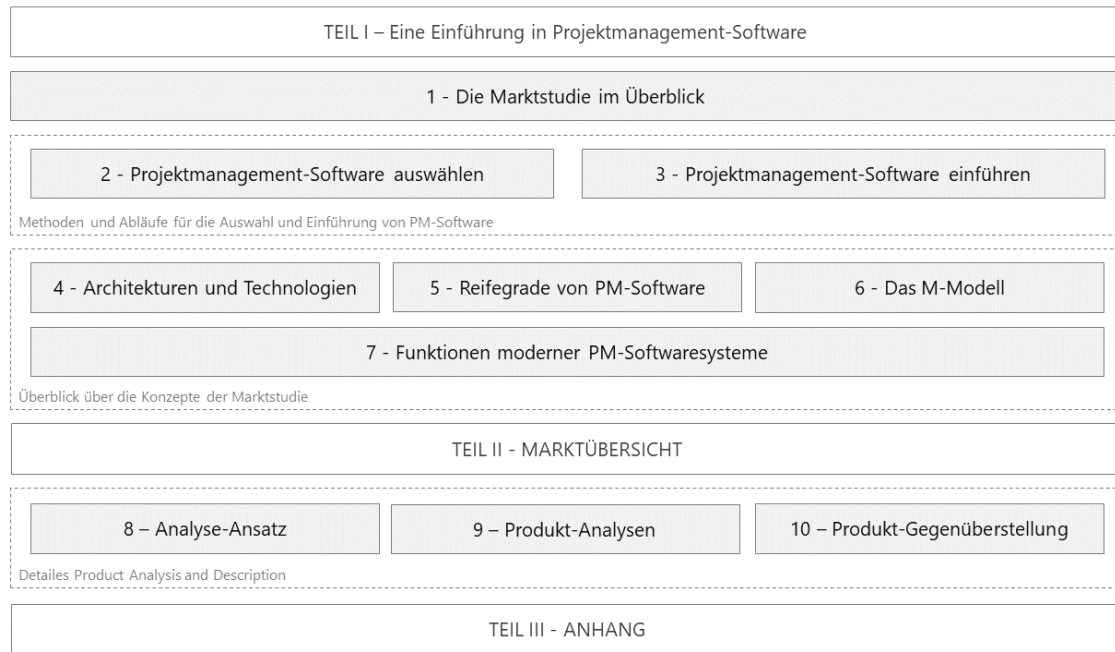 TEIL I – Eine Einführung in Projektmanagement-Software
1 - Die Marktstudie im Überblick
2 - Projektmanagement-Software auswählen
3 - Projektmanagement-Software einführen
Methoden und Abläufe für die Auswahl und Einführung von PM-Software
4 - Architekturen und Technologien
5 - Reifegrade von PM-Software
6 - Das M-Modell
7 - Funktionen moderner PM-Softwaresysteme
Überblick über die Konzepte der Marktstudie
TEIL II - MARKTÜBERSICHT
8 – Analyse-Ansatz
9 – Produkt-Analysen
10 – Produkt-Gegenüberstellung
Detailes Product Analysis and Description
TEIL III - ANHANG